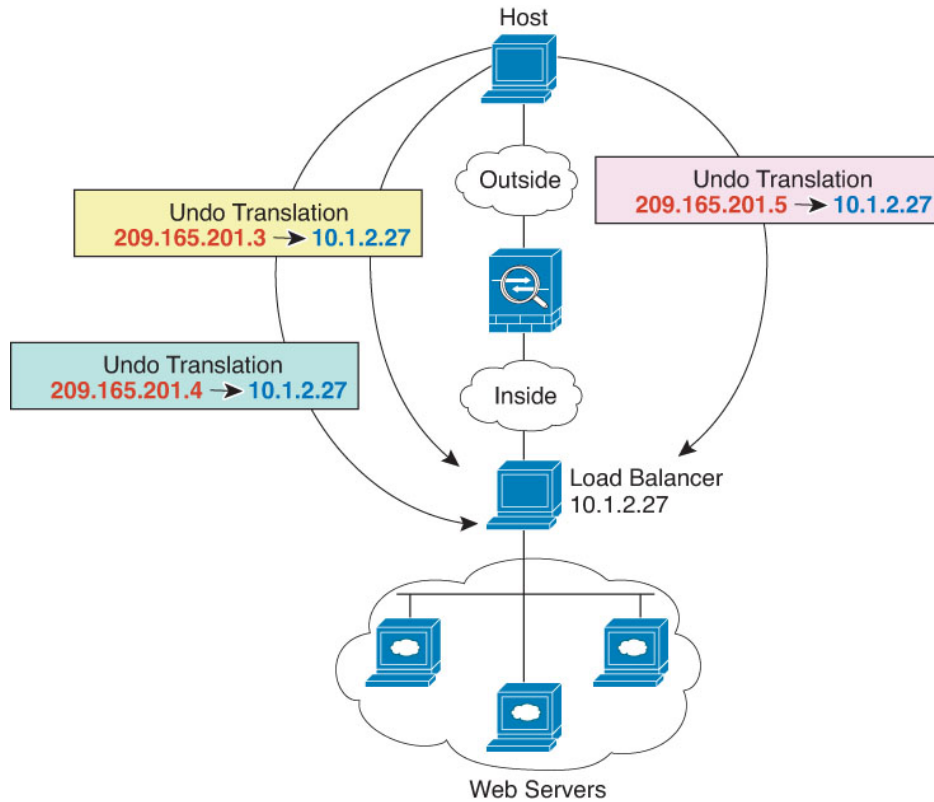 Host
Outside
Undo Translation
209.165.201.3 → 10.1.2.27
Undo Translation
209.165.201.5 → 10.1.2.27
Undo Translation
209.165.201.4 → 10.1.2.27
Inside
Load Balancer
10.1.2.27
Web Servers